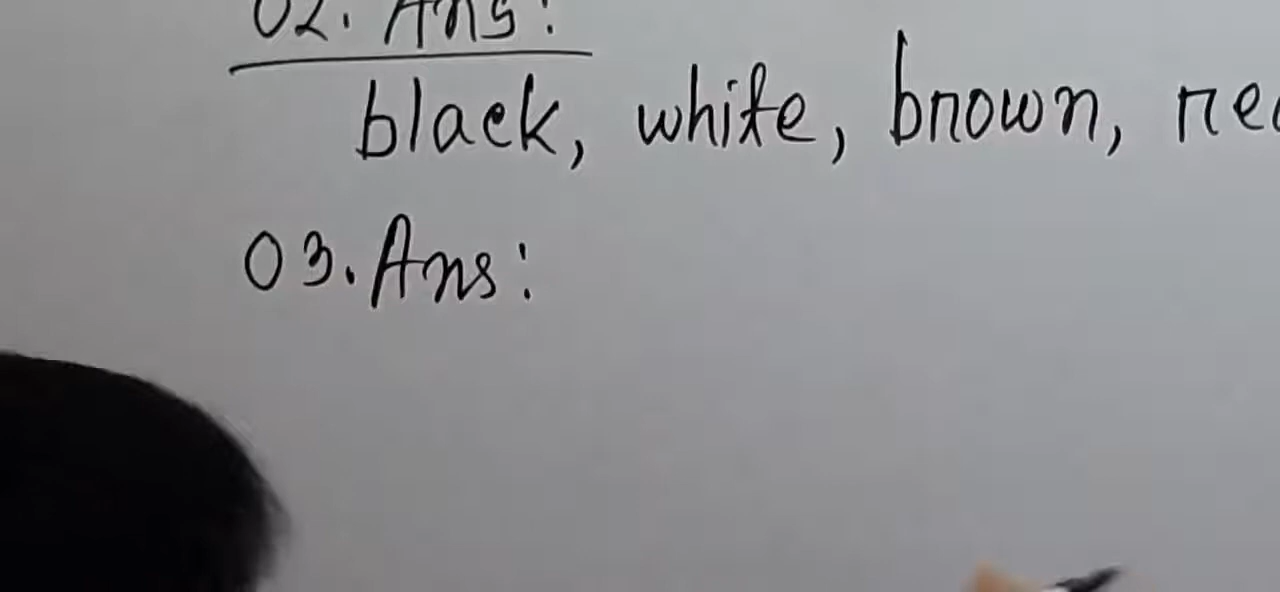 02. Ans:
black, white, brown,
03. Ans: